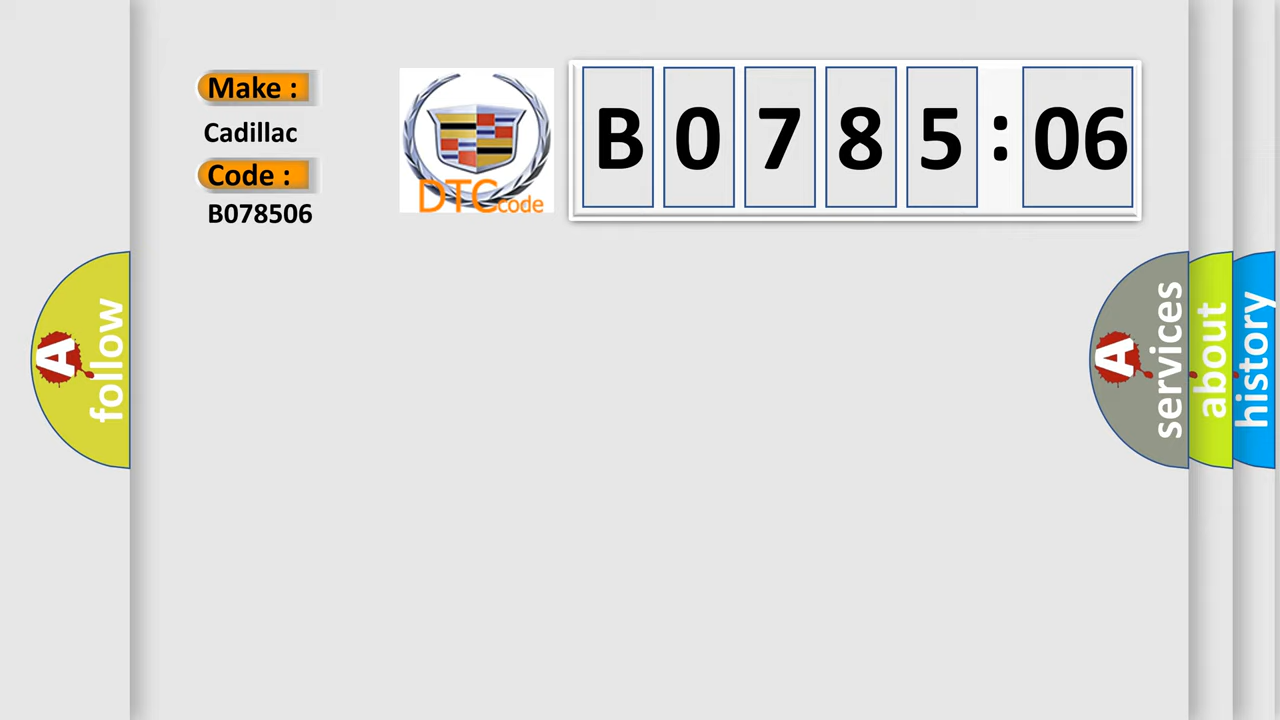 Make :
Cadillac
Code :
B078506
DTCcode
B 0 7 8 5 : 06
A follow
A services
about
history